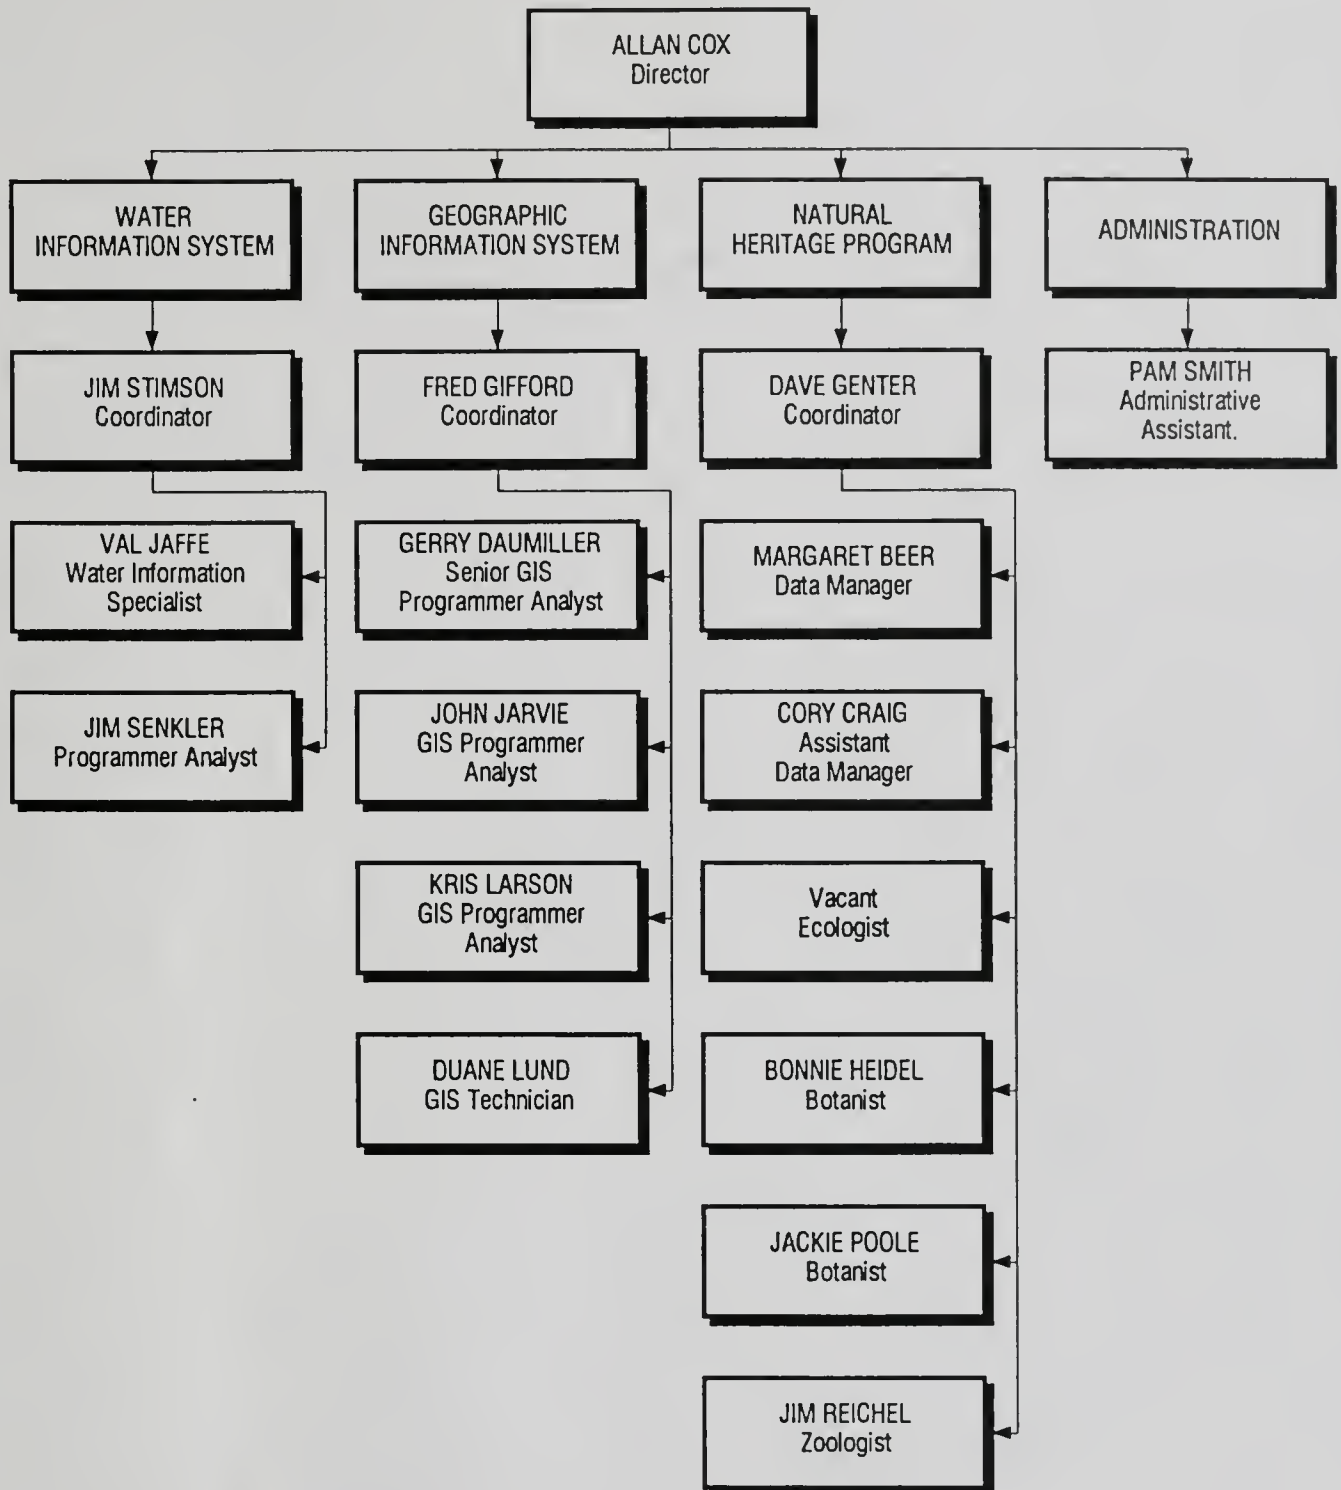 ALLAN COX
Director
WATER
INFORMATION SYSTEM
GEOGRAPHIC
INFORMATION SYSTEM
NATURAL
HERITAGE PROGRAM
ADMINISTRATION
JIM STIMSON
Coordinator
FRED GIFFORD
Coordinator
DAVE GENTER
Coordinator
PAM SMITH
Administrative
Assistant.
VAL JAFFE
Water Information
Specialist
GERRY DAUMILLER
Senior GIS
Programmer Analyst
MARGARET BEER
Data Manager
JIM SENKLER
Programmer Analyst
JOHN JARVIE
GIS Programmer
Analyst
CORY CRAIG
Assistant
Data Manager
KRIS LARSON
GIS Programmer
Analyst
Vacant
Ecologist
DUANE LUND
GIS Technician
BONNIE HEIDEL
Botanist
JACKIE POOLE
Botanist
JIM REICHEL
Zoologist